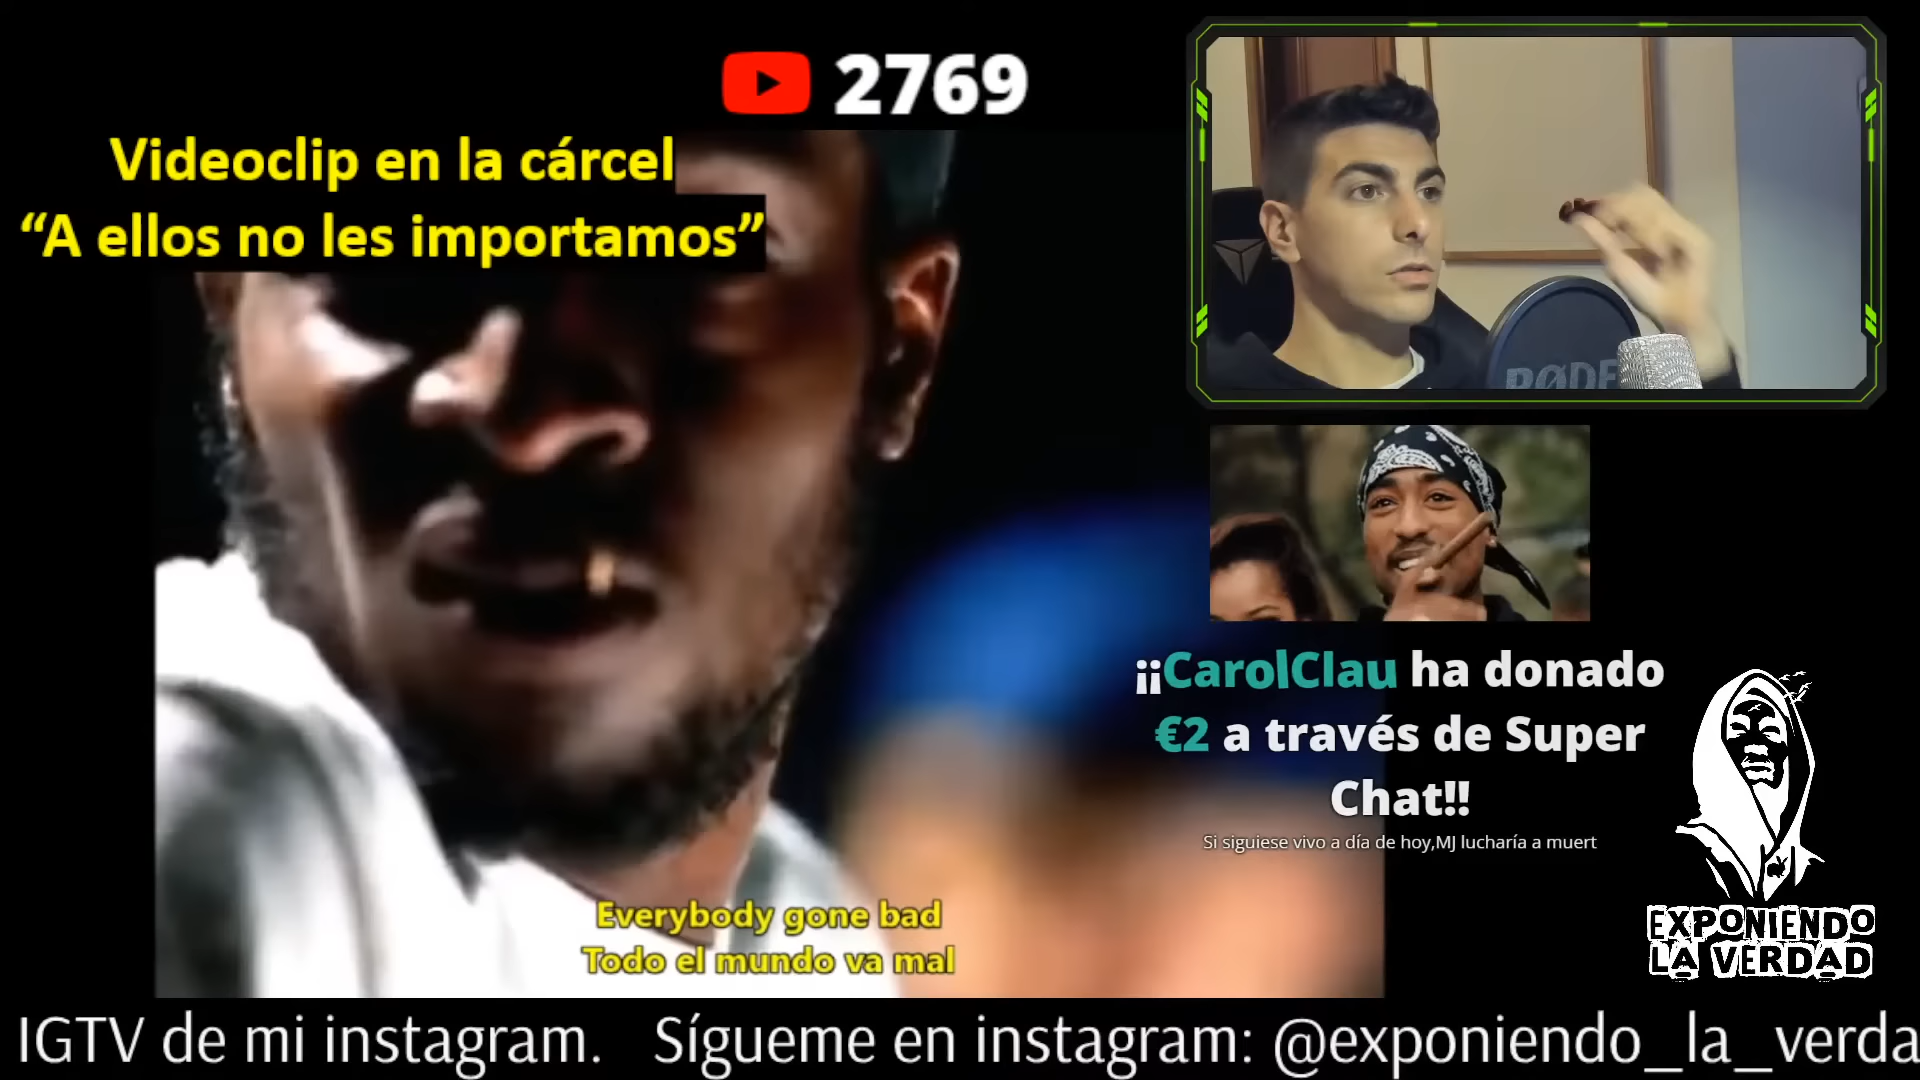 2769
Videoclip en la cárcel
“A ellos no les importamos”
RØDE
¡¡CarolClau ha donado
€2 a través de Super
Chat!!
Si siguiese vivo a día de hoy,MJ lucharía a muert
EXPONIENDO
LA VERDAD
Everybody gone bad
Todo el mundo va mal
IGTV de mi instagram. Sígueme en instagram: @exponiendo_la_verda